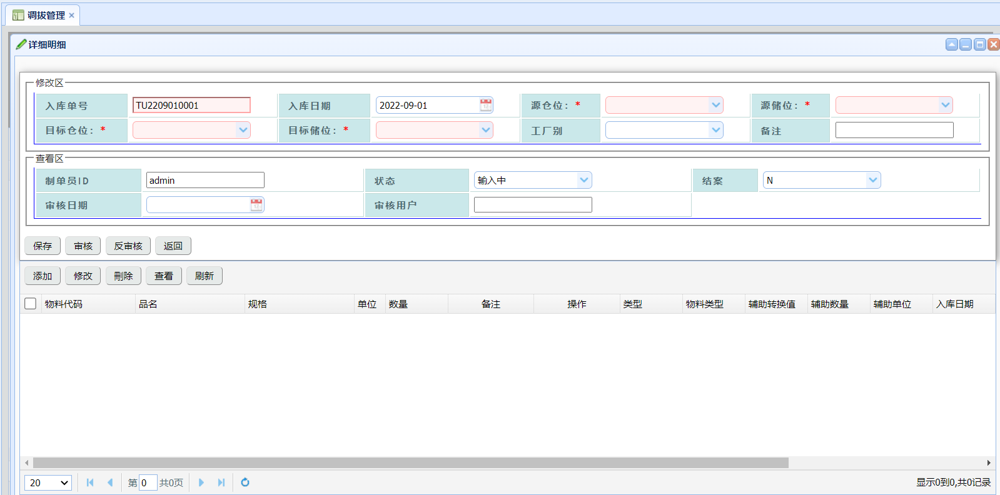 调拔管理 ×
详细明细
修改区
入库单号 TU2209010001 入库日期 2022-09-01 源仓位：* 源储位：*
目标仓位：* 目标储位：* 工厂别 备注
查看区
制单员ID admin 状态 输入中 结案 N
审核日期 审核用户
保存 审核 反审核 返回
添加 修改 刪除 查看 刷新
物料代码 品名 规格 单位 数量 备注 操作 类型 物料类型 辅助转换值 辅助数量 辅助单位 入库日期
20 第 0 共0页 显示0到0,共0记录